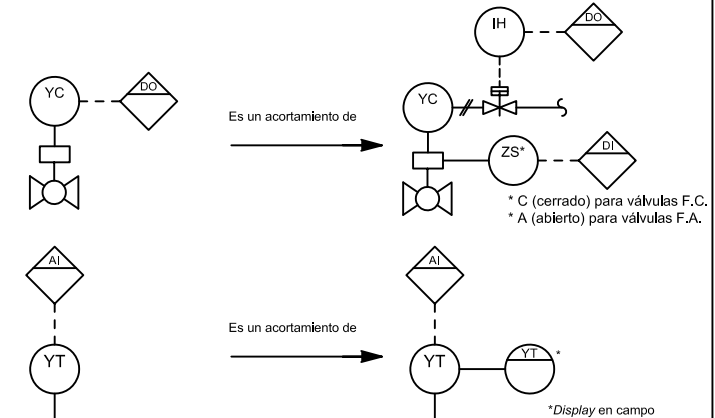 IH
DO
YC
DO
YC
Es un acortamiento de
ZS*
DI
* C (cerrado) para válvulas F.C.
* A (abierto) para válvulas F.A.
AI
AI
Es un acortamiento de
YT
YT
YT
*
*Display en campo